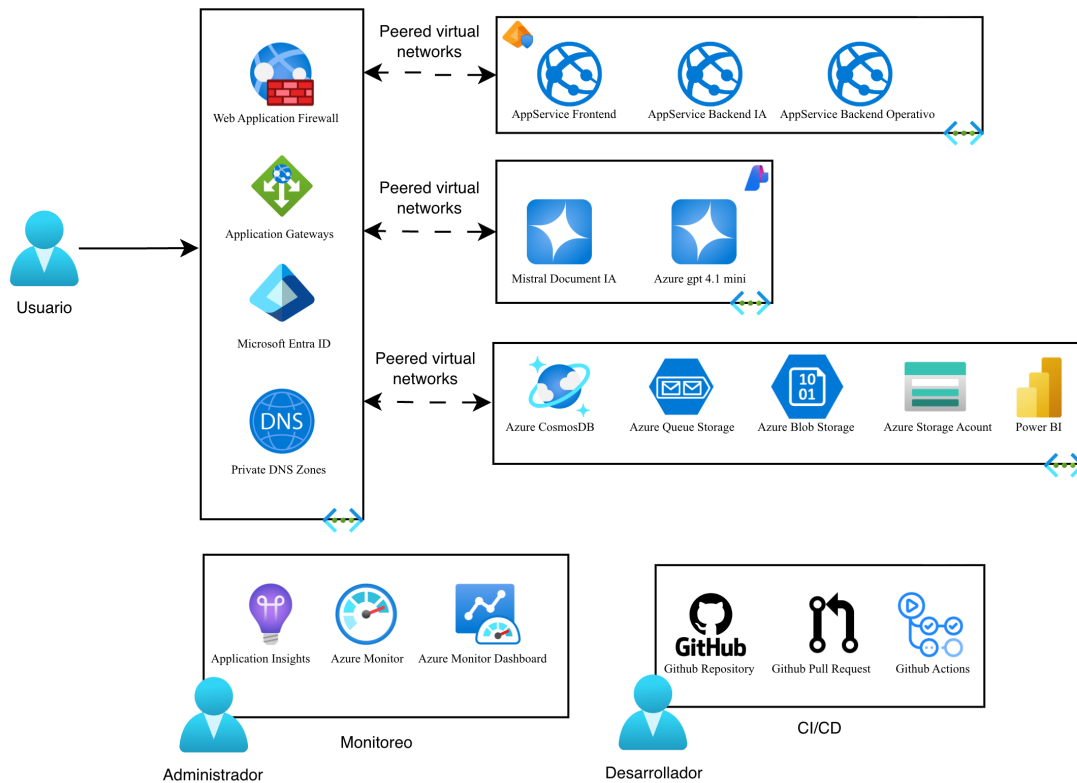 Peered virtual
networks
Web Application Firewall
AppService Frontend
AppService Backend IA
AppService Backend Operativo
Peered virtual
networks
Application Gateways
Mistral Document IA
Azure gpt 4.1 mini
Usuario
Microsoft Entra ID
Peered virtual
networks
DNS
Private DNS Zones
10
01
Azure CosmosDB
Azure Queue Storage
Azure Blob Storage
Azure Storage Acount
Power BI
Application Insights
Azure Monitor
Azure Monitor Dashboard
Monitoreo
Administrador
GitHub
Github Repository
Github Pull Request
Github Actions
CI/CD
Desarrollador